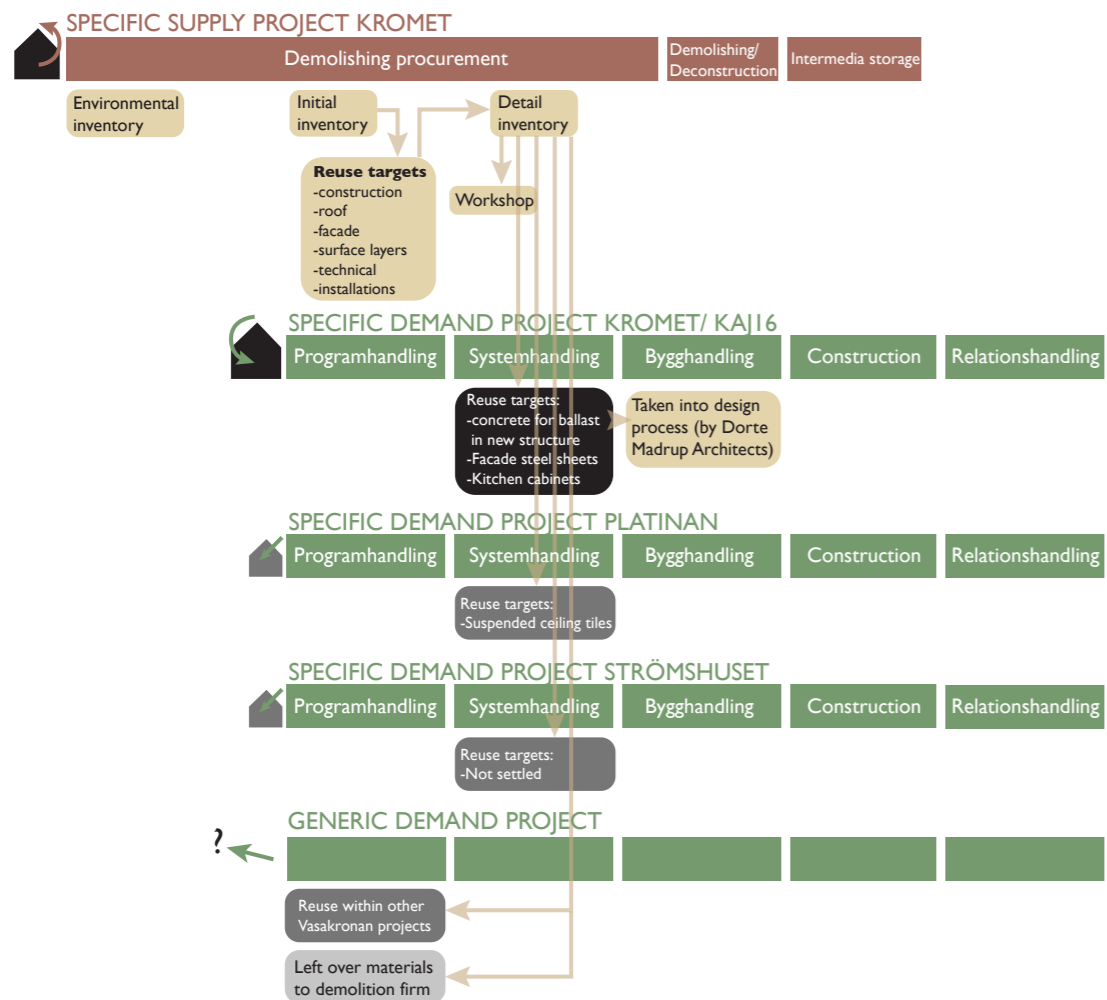 SPECIFIC SUPPLY PROJECT KROMET
Demolishing procurement
Demolishing/
Deconstruction
Intermedia storage
Environmental
inventory
Initial
inventory
Detail
inventory
Reuse targets
-construction
-roof
-facade
-surface layers
-technical
-installations
Workshop
SPECIFIC DEMAND PROJECT KROMET/ KAJ16
Programhandling
Systemhandling
Bygghandling
Construction
Relationshandling
Reuse targets:
-concrete for ballast
in new structure
-Facade steel sheets
-Kitchen cabinets
Taken into design
process (by Dorte
Madrup Architects)
SPECIFIC DEMAND PROJECT PLATINAN
Programhandling
Systemhandling
Bygghandling
Construction
Relationshandling
Reuse targets:
-Suspended ceiling tiles
SPECIFIC DEMAND PROJECT STRÖMSHUSET
Programhandling
Systemhandling
Bygghandling
Construction
Relationshandling
Reuse targets:
-Not settled
GENERIC DEMAND PROJECT
?
Reuse within other
Vasakronan projects
Left over materials
to demolition firm